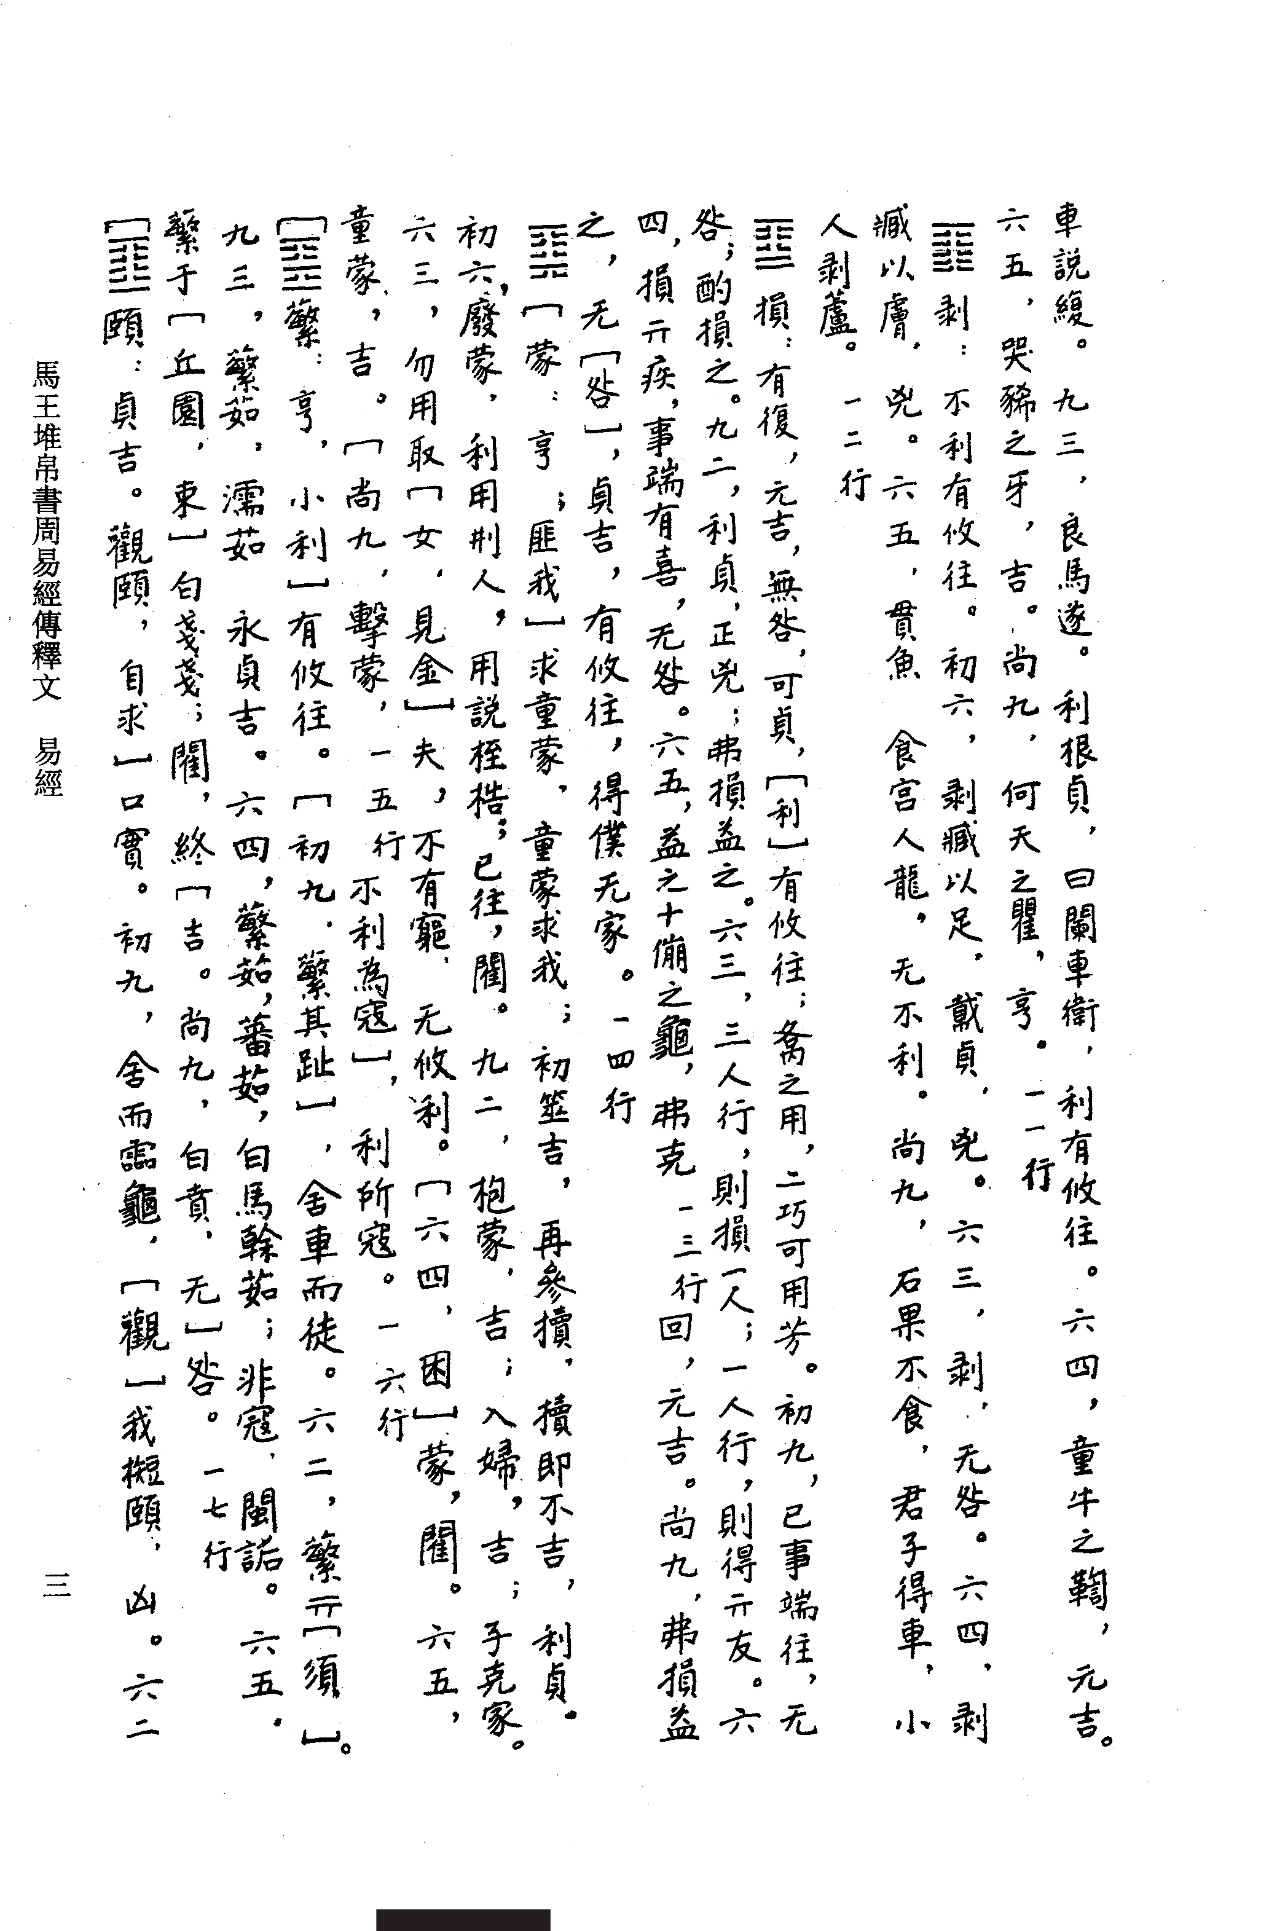 車說緮。九三，良馬遂。利根貞，曰闌車衛，利有攸往。六四，童牛之鞫，元吉。
六五，哭豨之牙，吉。尚九，何天之瞿，亨。一一行
䷖剥：不利有攸往。初六，剥臧以足，戴貞，兇。六三，剥，无咎。六四，剥
臧以膚，兇。六五，貫魚　食宫人龍，无不利。尚九，石果不食，君子得車，小
人剥蘆。一二行
䷨損：有復，元吉，無咎，可貞，［利］有攸往；之用，二巧可用芳。初九，已事端往，无
咎；酌損之。九二，利貞，正兇；弗損益之。六三，三人行，則損一人；一人行，則得亓友。六
四，損亓疾，事端有喜，无咎。六五，益之十傰之龜，弗克一三行回，元吉。尚九，弗損益
之，无［咎］，貞吉，有攸往，得僕无家。一四行
䷃［蒙：亨；匪我］求童蒙，童蒙求我；初筮吉，再參擯，擯即不吉，利貞。
初六，廢蒙，利用刑人，用説桎梏；已往，閵。九二，枹蒙，吉；入婦，吉；子克家。
六三，勿用取［女，見金］夫，不有竆，无攸利。［六四，困］蒙，閵。六五，
童蒙，吉。［尚九，擊蒙，一五行不利為寇］，利所寇。一六行
［䷕蘩：亨，小利］有攸往。［初九，蘩其趾］，舍車而徒。六二，蘩亓［須］。
九三，蘩茹，濡茹　永貞吉。六四，蘩茹，蕃茹，白馬榦茹；非寇，閩詬。六五，
蘩于［丘園，束］白戔戔；閵，終［吉。尚九，白賁，无］咎。一七行
［䷚頤：貞吉。觀頤，自求］口實。初九，舍而霝龜，［觀］我頤，凶。六二
馬王堆帛書周易經傳釋文　易經
三